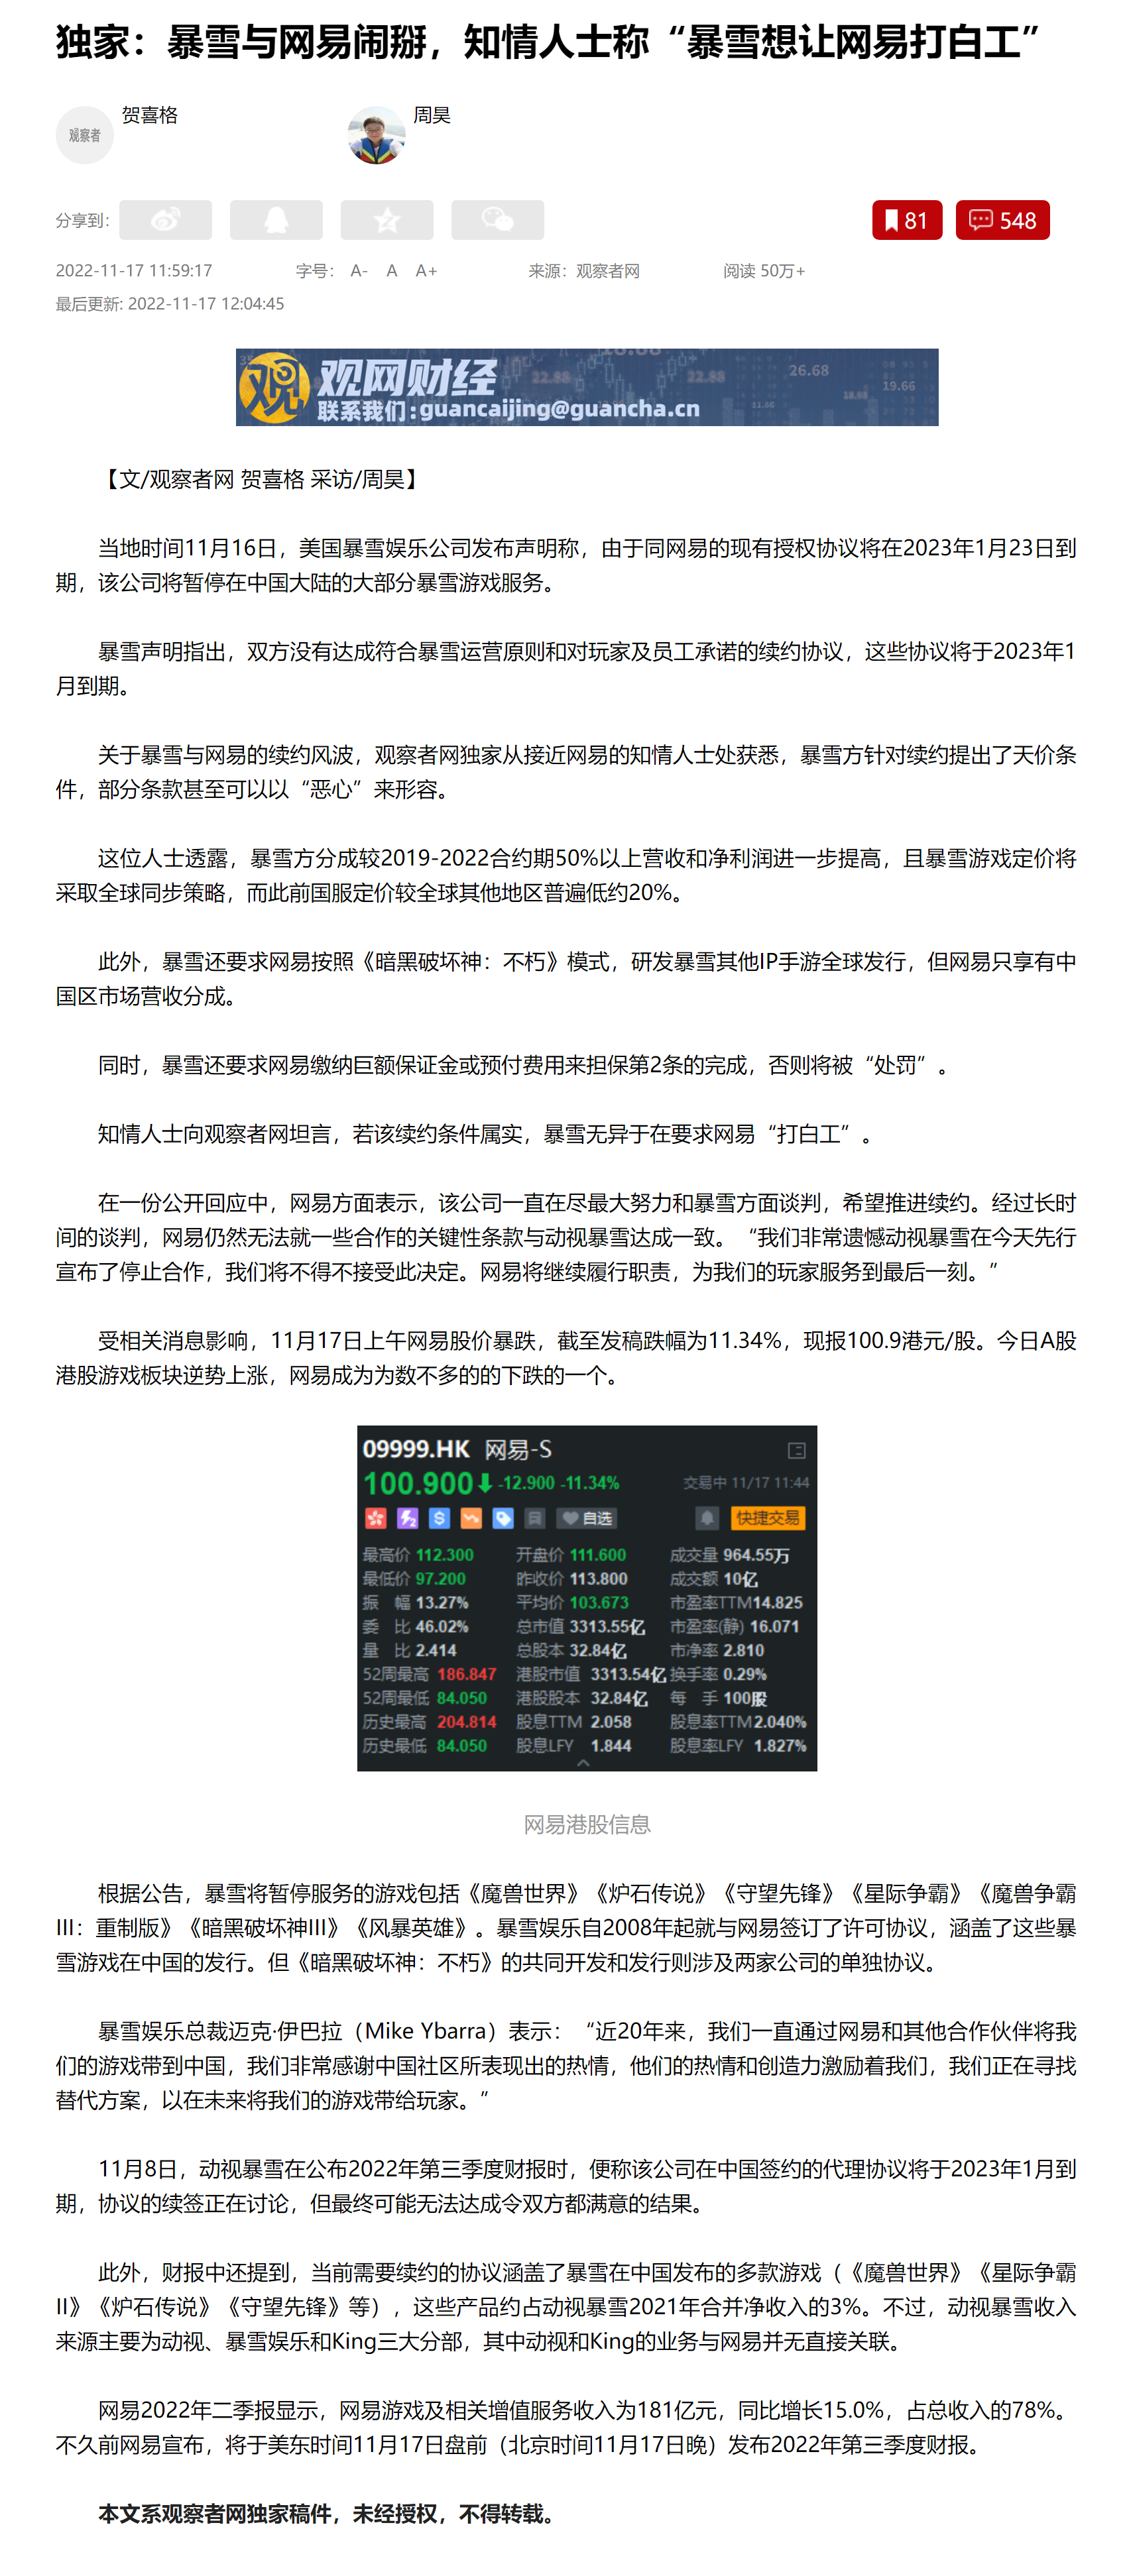 独家：暴雪与网易闹掰，知情人士称“暴雪想让网易打白工”
观察者
贺喜格
周昊
分享到：
81
548
2022-11-17 11:59:17
字号： A- A A+
来源：观察者网
阅读 50万+
最后更新: 2022-11-17 12:04:45
观
观网财经
联系我们:guancaijing@guancha.cn
26.68
22.88
22.88
19.66
18.68
11.66
【文/观察者网 贺喜格 采访/周昊】
当地时间11月16日，美国暴雪娱乐公司发布声明称，由于同网易的现有授权协议将在2023年1月23日到
期，该公司将暂停在中国大陆的大部分暴雪游戏服务。
暴雪声明指出，双方没有达成符合暴雪运营原则和对玩家及员工承诺的续约协议，这些协议将于2023年1
月到期。
关于暴雪与网易的续约风波，观察者网独家从接近网易的知情人士处获悉，暴雪方针对续约提出了天价条
件，部分条款甚至可以以“恶心”来形容。
这位人士透露，暴雪方分成较2019-2022合约期50%以上营收和净利润进一步提高，且暴雪游戏定价将
采取全球同步策略，而此前国服定价较全球其他地区普遍低约20%。
此外，暴雪还要求网易按照《暗黑破坏神：不朽》模式，研发暴雪其他IP手游全球发行，但网易只享有中
国区市场营收分成。
同时，暴雪还要求网易缴纳巨额保证金或预付费用来担保第2条的完成，否则将被“处罚”。
知情人士向观察者网坦言，若该续约条件属实，暴雪无异于在要求网易“打白工”。
在一份公开回应中，网易方面表示，该公司一直在尽最大努力和暴雪方面谈判，希望推进续约。经过长时
间的谈判，网易仍然无法就一些合作的关键性条款与动视暴雪达成一致。“我们非常遗憾动视暴雪在今天先行
宣布了停止合作，我们将不得不接受此决定。网易将继续履行职责，为我们的玩家服务到最后一刻。”
受相关消息影响，11月17日上午网易股价暴跌，截至发稿跌幅为11.34%，现报100.9港元/股。今日A股
港股游戏板块逆势上涨，网易成为为数不多的的下跌的一个。
09999.HK 网易-S
100.900 -12.900 -11.34% 交易中 11/17 11:44
自选 快捷交易
最高价 112.300 开盘价 111.600 成交量 964.55万
最低价 97.200 昨收价 113.800 成交额 10亿
振 幅 13.27% 平均价 103.673 市盈率TTM 14.825
委 比 46.02% 总市值 3313.55亿 市盈率(静) 16.071
量 比 2.414 总股本 32.84亿 市净率 2.810
52周最高 186.847 港股市值 3313.54亿 换手率 0.29%
52周最低 84.050 港股股本 32.84亿 每 手 100股
历史最高 204.814 股息TTM 2.058 股息率TTM 2.040%
历史最低 84.050 股息LFY 1.844 股息率LFY 1.827%
网易港股信息
根据公告，暴雪将暂停服务的游戏包括《魔兽世界》《炉石传说》《守望先锋》《星际争霸》《魔兽争霸
III：重制版》《暗黑破坏神III》《风暴英雄》。暴雪娱乐自2008年起就与网易签订了许可协议，涵盖了这些暴
雪游戏在中国的发行。但《暗黑破坏神：不朽》的共同开发和发行则涉及两家公司的单独协议。
暴雪娱乐总裁迈克·伊巴拉（Mike Ybarra）表示：“近20年来，我们一直通过网易和其他合作伙伴将我
们的游戏带到中国，我们非常感谢中国社区所表现出的热情，他们的热情和创造力激励着我们，我们正在寻找
替代方案，以在未来将我们的游戏带给玩家。”
11月8日，动视暴雪在公布2022年第三季度财报时，便称该公司在中国签约的代理协议将于2023年1月到
期，协议的续签正在讨论，但最终可能无法达成令双方都满意的结果。
此外，财报中还提到，当前需要续约的协议涵盖了暴雪在中国发布的多款游戏（《魔兽世界》《星际争霸
II》《炉石传说》《守望先锋》等），这些产品约占动视暴雪2021年合并净收入的3%。不过，动视暴雪收入
来源主要为动视、暴雪娱乐和King三大分部，其中动视和King的业务与网易并无直接关联。
网易2022年二季报显示，网易游戏及相关增值服务收入为181亿元，同比增长15.0%，占总收入的78%。
不久前网易宣布，将于美东时间11月17日盘前（北京时间11月17日晚）发布2022年第三季度财报。
本文系观察者网独家稿件，未经授权，不得转载。